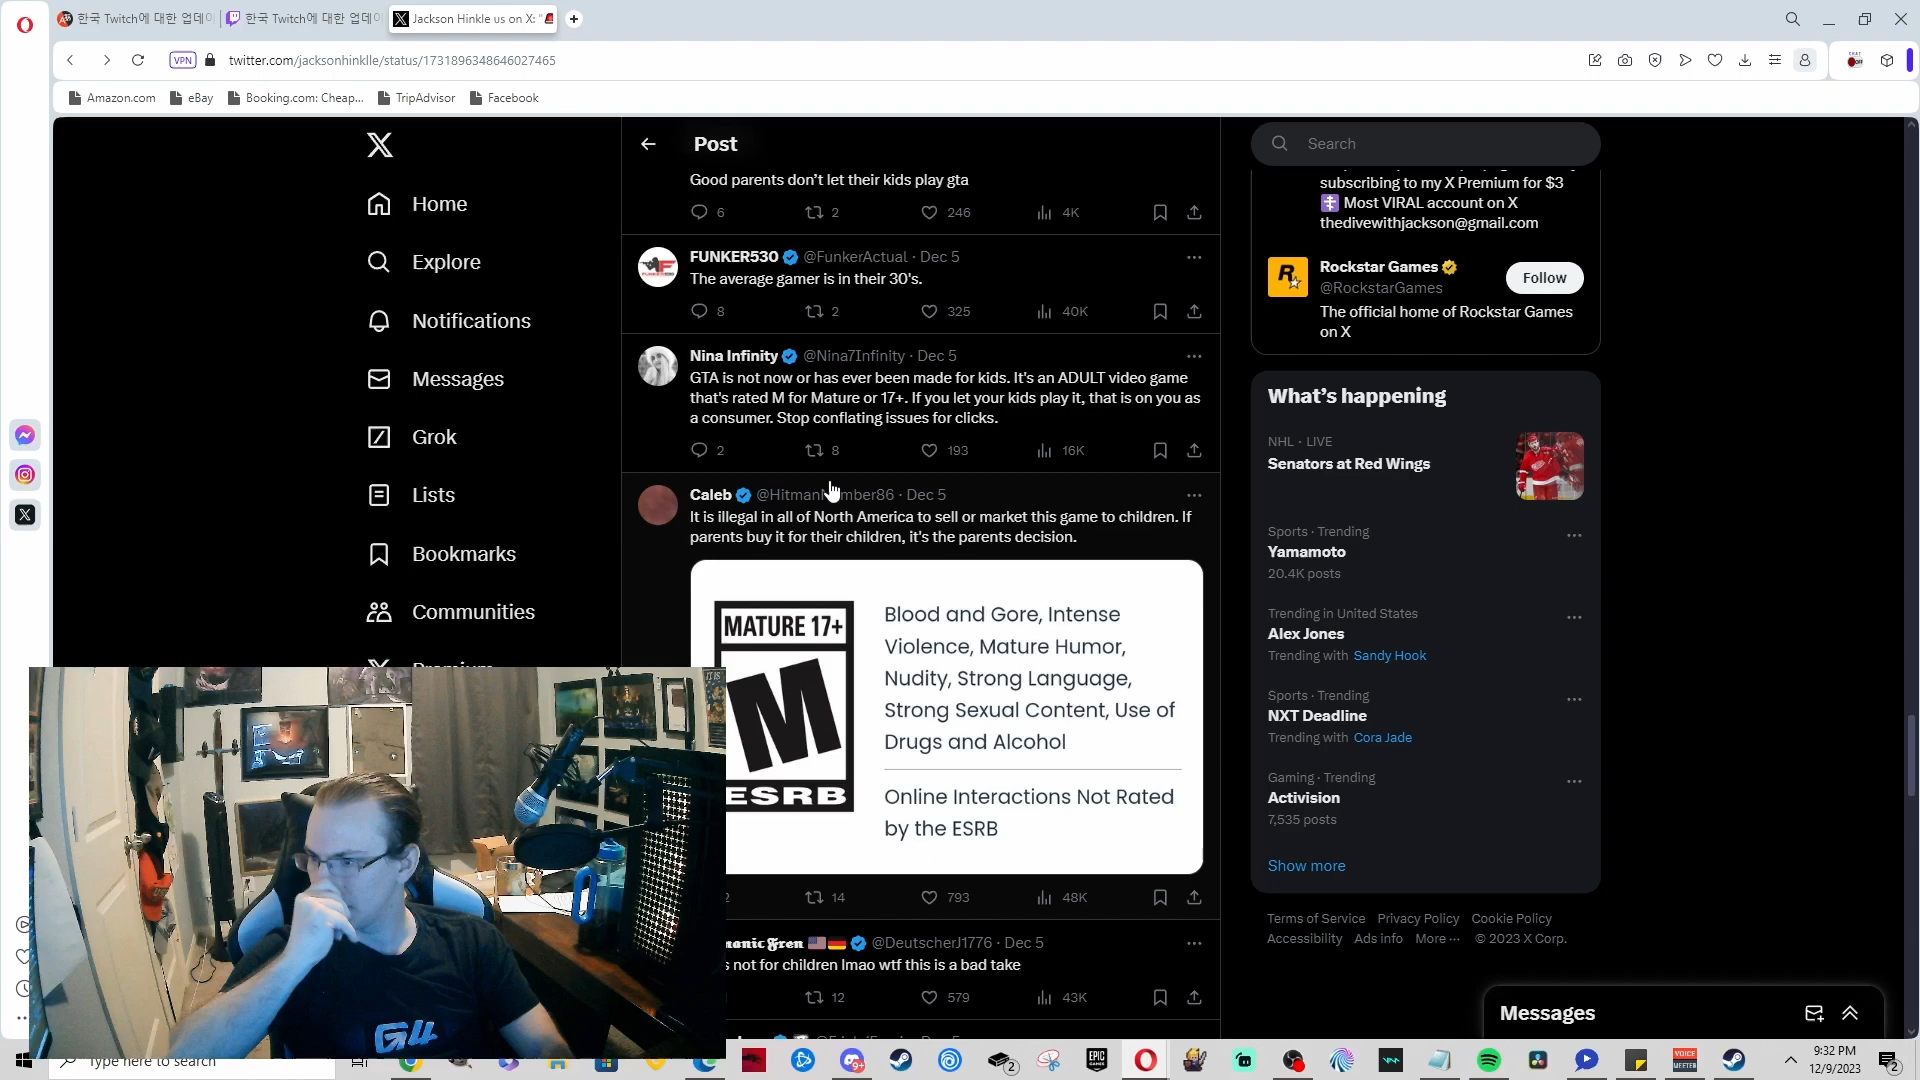 한국 Twitch에 대한 업데이
한국 Twitch에 대한 업데이
Jackson Hinkle us on X: "
VPN
twitter.com/jacksonhinklle/status/1731896348646027465
Amazon.com
eBay
Booking.com: Cheap...
TripAdvisor
Facebook
Home
Explore
Notifications
Messages
Grok
Lists
Bookmarks
Communities
Post
Good parents don't let their kids play gta
6
2
246
4K
FUNKER530 @FunkerActual · Dec 5
The average gamer is in their 30's.
8
2
325
40K
Nina Infinity @Nina7Infinity · Dec 5
GTA is not now or has ever been made for kids. It's an ADULT video game
that's rated M for Mature or 17+. If you let your kids play it, that is on you as
a consumer. Stop conflating issues for clicks.
2
8
193
16K
Caleb · Dec 5
It is illegal in all of North America to sell or market this game to children. If
parents buy it for their children, it's the parents decision.
MATURE 17+
M
ESRB
Blood and Gore, Intense
Violence, Mature Humor,
Nudity, Strong Language,
Strong Sexual Content, Use of
Drugs and Alcohol
Online Interactions Not Rated
by the ESRB
14
793
48K
@DeutscherJ1776 · Dec 5
not for children lmao wtf this is a bad take
12
579
43K
Search
subscribing to my X Premium for $3
Most VIRAL account on X
thedivewithjackson@gmail.com
Rockstar Games
@RockstarGames
Follow
The official home of Rockstar Games
on X
What's happening
NHL · LIVE
Senators at Red Wings
Sports · Trending
Yamamoto
20.4K posts
Trending in United States
Alex Jones
Trending with Sandy Hook
Sports · Trending
NXT Deadline
Trending with Cora Jade
Gaming · Trending
Activision
7,535 posts
Show more
Terms of Service Privacy Policy Cookie Policy
Accessibility Ads info More ··· © 2023 X Corp.
Messages
Type here to search
9:32 PM
12/9/2023